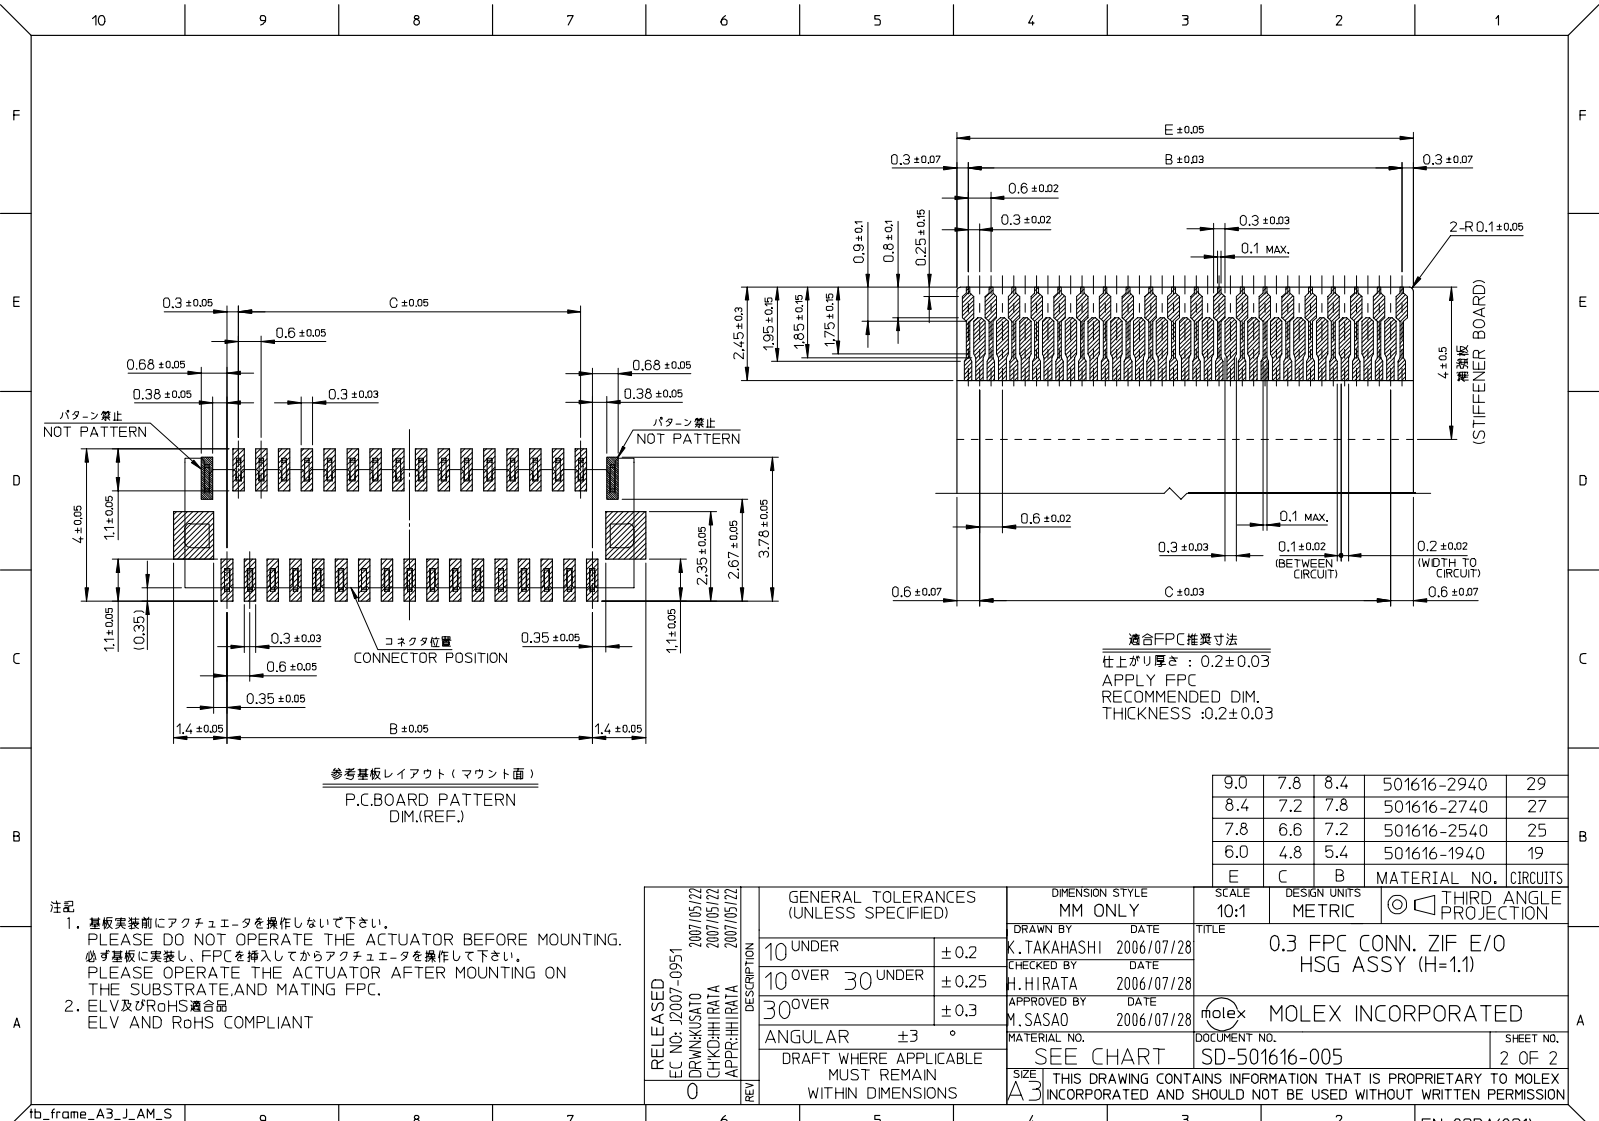 10 9 8 7 6 5 4 3 2 1
F
E
D
C
B
A
F
E
D
C
B
A
0.3 ±0.05
C ±0.05
0.6 ±0.05
0.68 ±0.05
0.68 ±0.05
0.38 ±0.05
0.3 ±0.03
0.38 ±0.05
パターン禁止
NOT PATTERN
パターン禁止
NOT PATTERN
4 ±0.05
1.1 ±0.05
1.1 ±0.05
(0.35)
2.35 ±0.05
2.67 ±0.05
3.78 ±0.05
1.1 ±0.05
0.3 ±0.03
0.6 ±0.05
0.35 ±0.05
コネクタ位置
CONNECTOR POSITION
0.35 ±0.05
1.4 ±0.05
B ±0.05
1.4 ±0.05
参考基板レイアウト ( マウント面 )
P.C.BOARD PATTERN
DIM.(REF.)
E ±0.05
0.3 ±0.07
B ±0.03
0.3 ±0.07
0.6 ±0.02
0.3 ±0.02
0.3 ±0.03
0.1 MAX.
2-R0.1 ±0.05
0.9 ±0.1
0.8 ±0.1
0.25 ±0.15
2.45 ±0.3
1.95 ±0.15
1.85 ±0.15
1.75 ±0.15
4 ±0.5
補強板
(STIFFENER BOARD)
0.6 ±0.02
0.1 MAX.
0.3 ±0.03
0.1 ±0.02
(BETWEEN
CIRCUIT)
0.2 ±0.02
(WIDTH TO
CIRCUIT)
0.6 ±0.07
C ±0.03
0.6 ±0.07
適合FPC推奨寸法
仕上がり厚さ : 0.2±0.03
APPLY FPC
RECOMMENDED DIM.
THICKNESS :0.2±0.03
9.0 7.8 8.4 501616-2940 29
8.4 7.2 7.8 501616-2740 27
7.8 6.6 7.2 501616-2540 25
6.0 4.8 5.4 501616-1940 19
E C B MATERIAL NO. CIRCUITS
注記
1. 基板実装前にアクチュエータを操作しないで下さい。
PLEASE DO NOT OPERATE THE ACTUATOR BEFORE MOUNTING.
必ず基板に実装し、FPCを挿入してからアクチュエータを操作して下さい。
PLEASE OPERATE THE ACTUATOR AFTER MOUNTING ON
THE SUBSTRATE,AND MATING FPC.
2. ELV及びRoHS適合品
ELV AND RoHS COMPLIANT
RELEASED
EC NO: J2007-0951
DRWN:KUSATO 2007/05/22
CH'KD:HHIRATA 2007/05/22
APPR:HHIRATA 2007/05/22
DESCRIPTION
0
REV
GENERAL TOLERANCES
(UNLESS SPECIFIED)
10 UNDER ±0.2
10 OVER 30 UNDER ±0.25
30 OVER ±0.3
ANGULAR ±3 °
DRAFT WHERE APPLICABLE
MUST REMAIN
WITHIN DIMENSIONS
DIMENSION STYLE
MM ONLY
SCALE
10:1
DESIGN UNITS
METRIC
THIRD ANGLE
PROJECTION
DRAWN BY DATE
K.TAKAHASHI 2006/07/28
CHECKED BY DATE
H.HIRATA 2006/07/28
APPROVED BY DATE
M.SASAO 2006/07/28
TITLE
0.3 FPC CONN. ZIF E/O
HSG ASSY (H=1.1)
molex MOLEX INCORPORATED
MATERIAL NO.
SEE CHART
DOCUMENT NO.
SD-501616-005
SHEET NO.
2 OF 2
SIZE
A3
THIS DRAWING CONTAINS INFORMATION THAT IS PROPRIETARY TO MOLEX
INCORPORATED AND SHOULD NOT BE USED WITHOUT WRITTEN PERMISSION
tb_frame_A3_J_AM_S
9 8 7 6 5 4 3 2